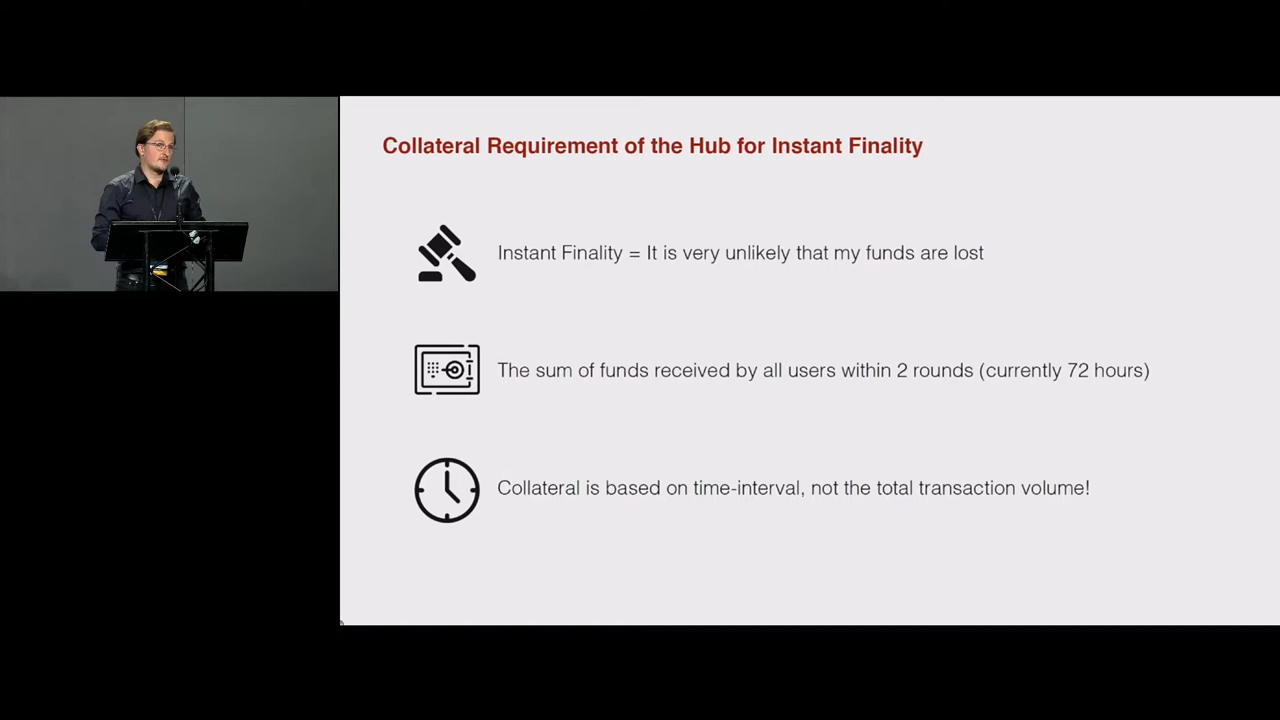 Collateral Requirement of the Hub for Instant Finality
Instant Finality = It is very unlikely that my funds are lost
The sum of funds received by all users within 2 rounds (currently 72 hours)
Collateral is based on time-interval, not the total transaction volume!